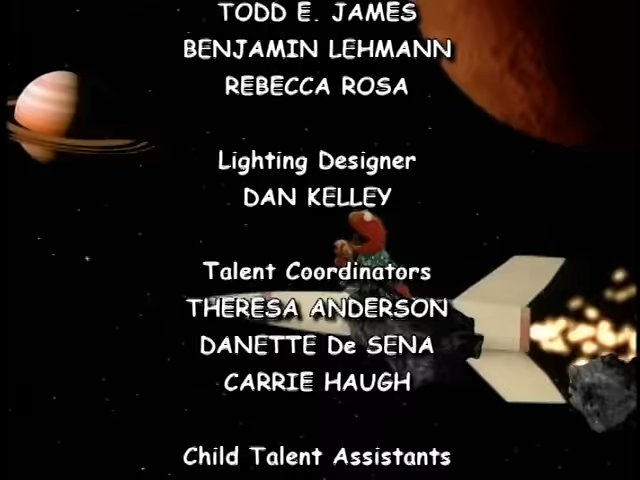 TODD E. JAMES
BENJAMIN LEHMANN
REBECCA ROSA
Lighting Designer
DAN KELLEY
Talent Coordinators
THERESA ANDERSON
DANETTE De SENA
CARRIE HAUGH
Child Talent Assistants